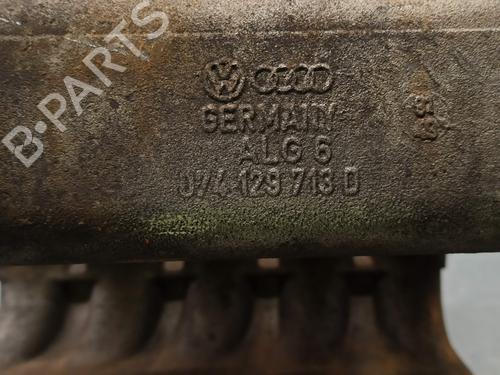 B-PARTS
GERMANY
ALG 6
074 129 713 D